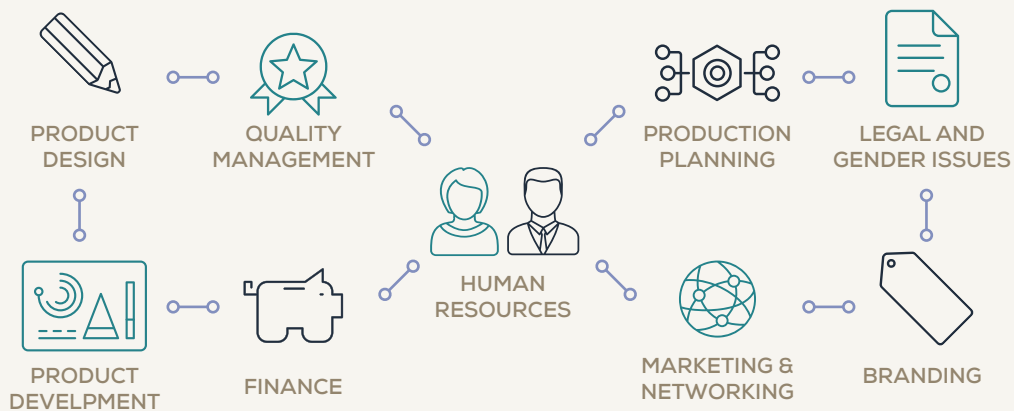 PRODUCT
DESIGN
QUALITY
MANAGEMENT
PRODUCTION
PLANNING
LEGAL AND
GENDER ISSUES
HUMAN
RESOURCES
PRODUCT
DEVELPMENT
FINANCE
MARKETING &
NETWORKING
BRANDING